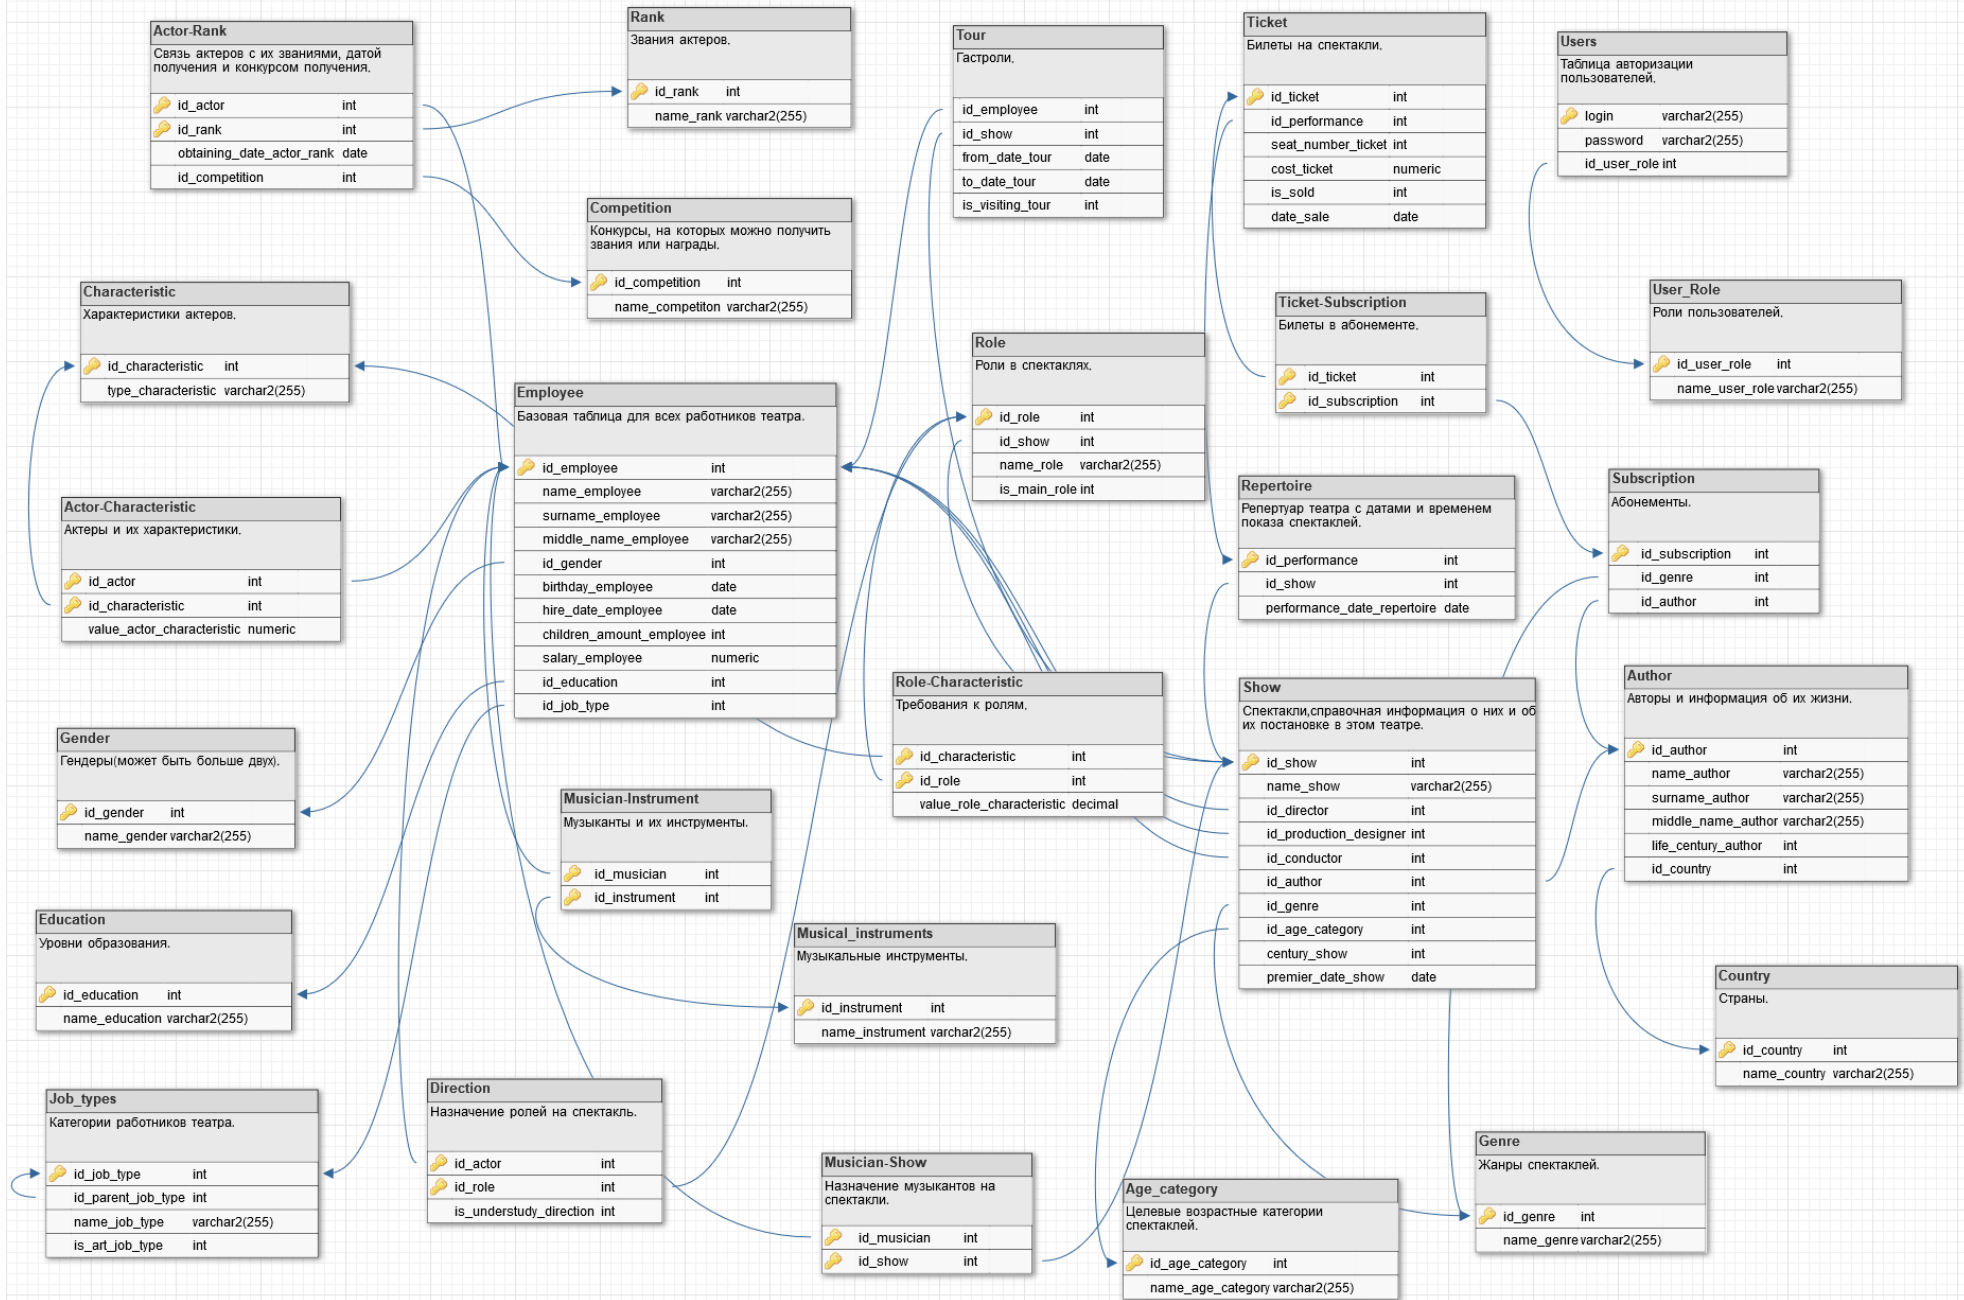 Actor-Rank
Связь актеров с их званиями, датой
получения и конкурсом получения.
id_actor int
id_rank int
obtaining_date_actor_rank date
id_competition int
Rank
Звания актеров.
id_rank int
name_rank varchar2(255)
Tour
Гастроли.
id_employee int
id_show int
from_date_tour date
to_date_tour date
is_visiting_tour int
Ticket
Билеты на спектакли.
id_ticket int
id_performance int
seat_number_ticket int
cost_ticket numeric
is_sold int
date_sale date
Users
Таблица авторизации
пользователей.
login varchar2(255)
password varchar2(255)
id_user_role int
Competition
Конкурсы, на которых можно получить
звания или награды.
id_competition int
name_competiton varchar2(255)
Characteristic
Характеристики актеров.
id_characteristic int
type_characteristic varchar2(255)
Ticket-Subscription
Билеты в абонементе.
id_ticket int
id_subscription int
User_Role
Роли пользователей.
id_user_role int
name_user_role varchar2(255)
Role
Роли в спектаклях.
id_role int
id_show int
name_role varchar2(255)
is_main_role int
Employee
Базовая таблица для всех работников театра.
id_employee int
name_employee varchar2(255)
surname_employee varchar2(255)
middle_name_employee varchar2(255)
id_gender int
birthday_employee date
hire_date_employee date
children_amount_employee int
salary_employee numeric
id_education int
id_job_type int
Actor-Characteristic
Актеры и их характеристики.
id_actor int
id_characteristic int
value_actor_characteristic numeric
Repertoire
Репертуар театра с датами и временем
показа спектаклей.
id_performance int
id_show int
performance_date_repertoire date
Subscription
Абонементы.
id_subscription int
id_genre int
id_author int
Role-Characteristic
Требования к ролям.
id_characteristic int
id_role int
value_role_characteristic decimal
Show
Спектакли,справочная информация о них и об
их постановке в этом театре.
id_show int
name_show varchar2(255)
id_director int
id_production_designer int
id_conductor int
id_author int
id_genre int
id_age_category int
century_show int
premier_date_show date
Author
Авторы и информация об их жизни.
id_author int
name_author varchar2(255)
surname_author varchar2(255)
middle_name_author varchar2(255)
life_century_author int
id_country int
Gender
Гендеры(может быть больше двух).
id_gender int
name_gender varchar2(255)
Musician-Instrument
Музыканты и их инструменты.
id_musician int
id_instrument int
Education
Уровни образования.
id_education int
name_education varchar2(255)
Musical_instruments
Музыкальные инструменты.
id_instrument int
name_instrument varchar2(255)
Country
Страны.
id_country int
name_country varchar2(255)
Job_types
Категории работников театра.
id_job_type int
id_parent_job_type int
name_job_type varchar2(255)
is_art_job_type int
Direction
Назначение ролей на спектакль.
id_actor int
id_role int
is_understudy_direction int
Musician-Show
Назначение музыкантов на
спектакли.
id_musician int
id_show int
Age_category
Целевые возрастные категории
спектаклей.
id_age_category int
name_age_category varchar2(255)
Genre
Жанры спектаклей.
id_genre int
name_genre varchar2(255)